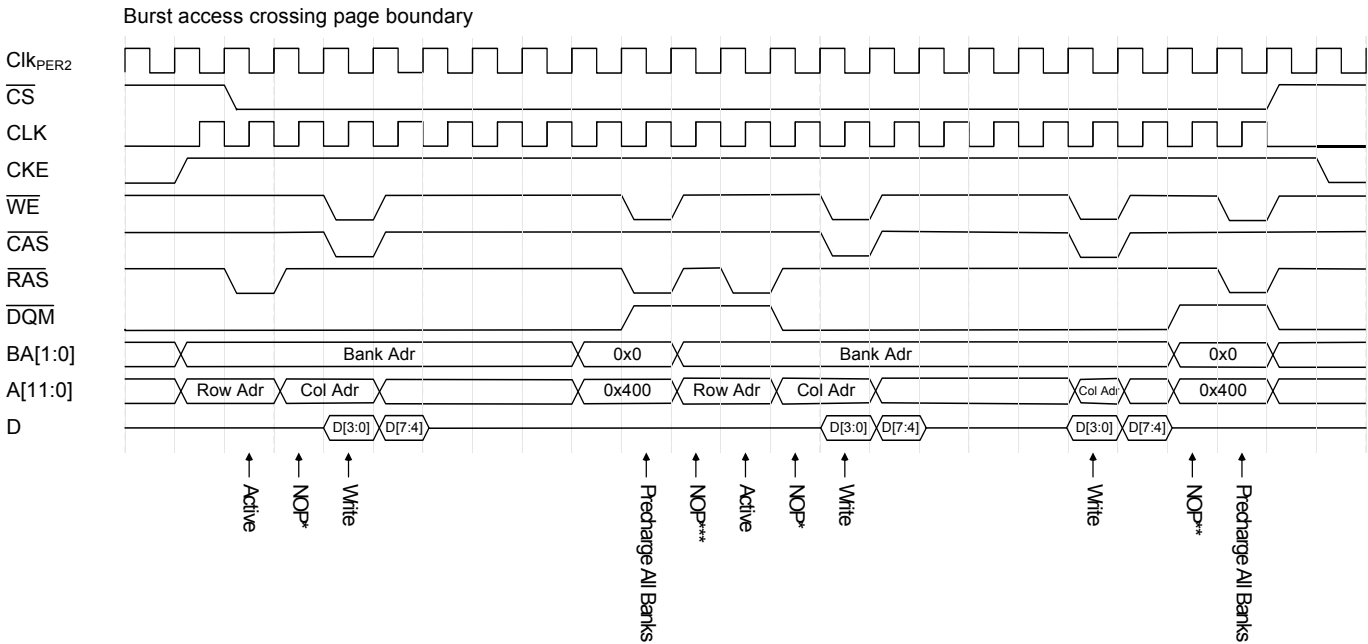 Burst access crossing page boundary
ClkPER2
CS
CLK
CKE
WE
CAS
RAS
DQM
BA[1:0] Bank Adr 0x0 Bank Adr 0x0
A[11:0] Row Adr Col Adr 0x400 Row Adr Col Adr Col Adr 0x400
D D[3:0] D[7:4] D[3:0] D[7:4] D[3:0] D[7:4]
Active
NOP*
Write
Precharge All Banks
NOP***
Active
NOP*
Write
Write
NOP**
Precharge All Banks